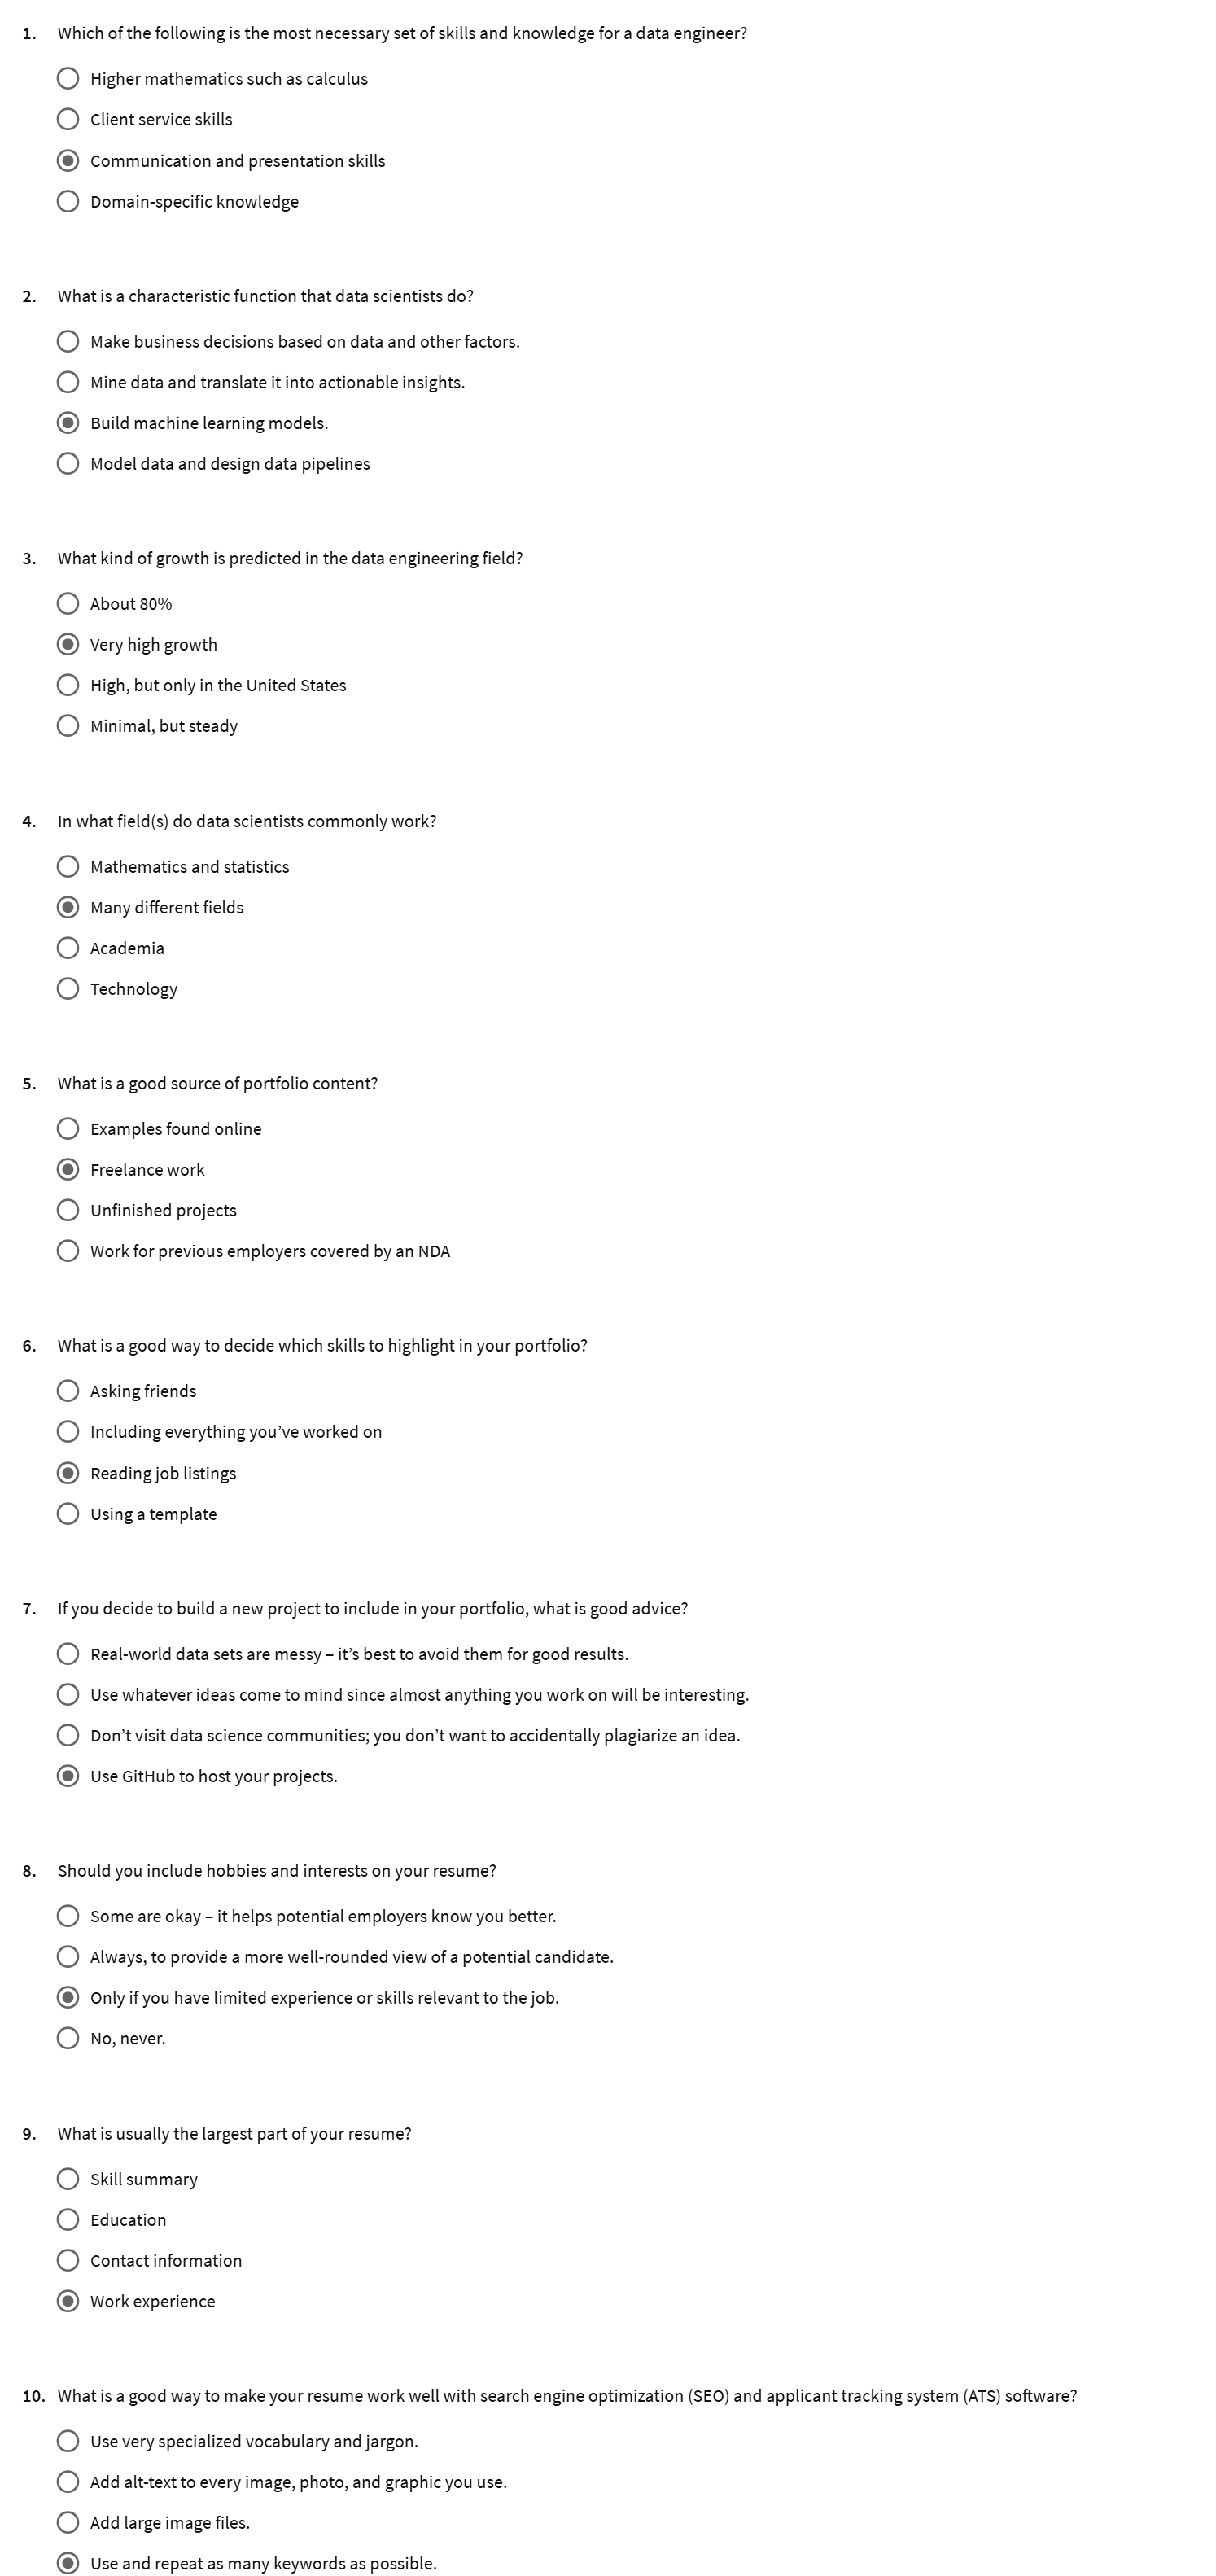 1. Which of the following is the most necessary set of skills and knowledge for a data engineer?
Higher mathematics such as calculus
Client service skills
Communication and presentation skills
Domain-specific knowledge
2. What is a characteristic function that data scientists do?
Make business decisions based on data and other factors.
Mine data and translate it into actionable insights.
Build machine learning models.
Model data and design data pipelines
3. What kind of growth is predicted in the data engineering field?
About 80%
Very high growth
High, but only in the United States
Minimal, but steady
4. In what field(s) do data scientists commonly work?
Mathematics and statistics
Many different fields
Academia
Technology
5. What is a good source of portfolio content?
Examples found online
Freelance work
Unfinished projects
Work for previous employers covered by an NDA
6. What is a good way to decide which skills to highlight in your portfolio?
Asking friends
Including everything you’ve worked on
Reading job listings
Using a template
7. If you decide to build a new project to include in your portfolio, what is good advice?
Real-world data sets are messy – it’s best to avoid them for good results.
Use whatever ideas come to mind since almost anything you work on will be interesting.
Don’t visit data science communities; you don’t want to accidentally plagiarize an idea.
Use GitHub to host your projects.
8. Should you include hobbies and interests on your resume?
Some are okay – it helps potential employers know you better.
Always, to provide a more well-rounded view of a potential candidate.
Only if you have limited experience or skills relevant to the job.
No, never.
9. What is usually the largest part of your resume?
Skill summary
Education
Contact information
Work experience
10. What is a good way to make your resume work well with search engine optimization (SEO) and applicant tracking system (ATS) software?
Use very specialized vocabulary and jargon.
Add alt-text to every image, photo, and graphic you use.
Add large image files.
Use and repeat as many keywords as possible.